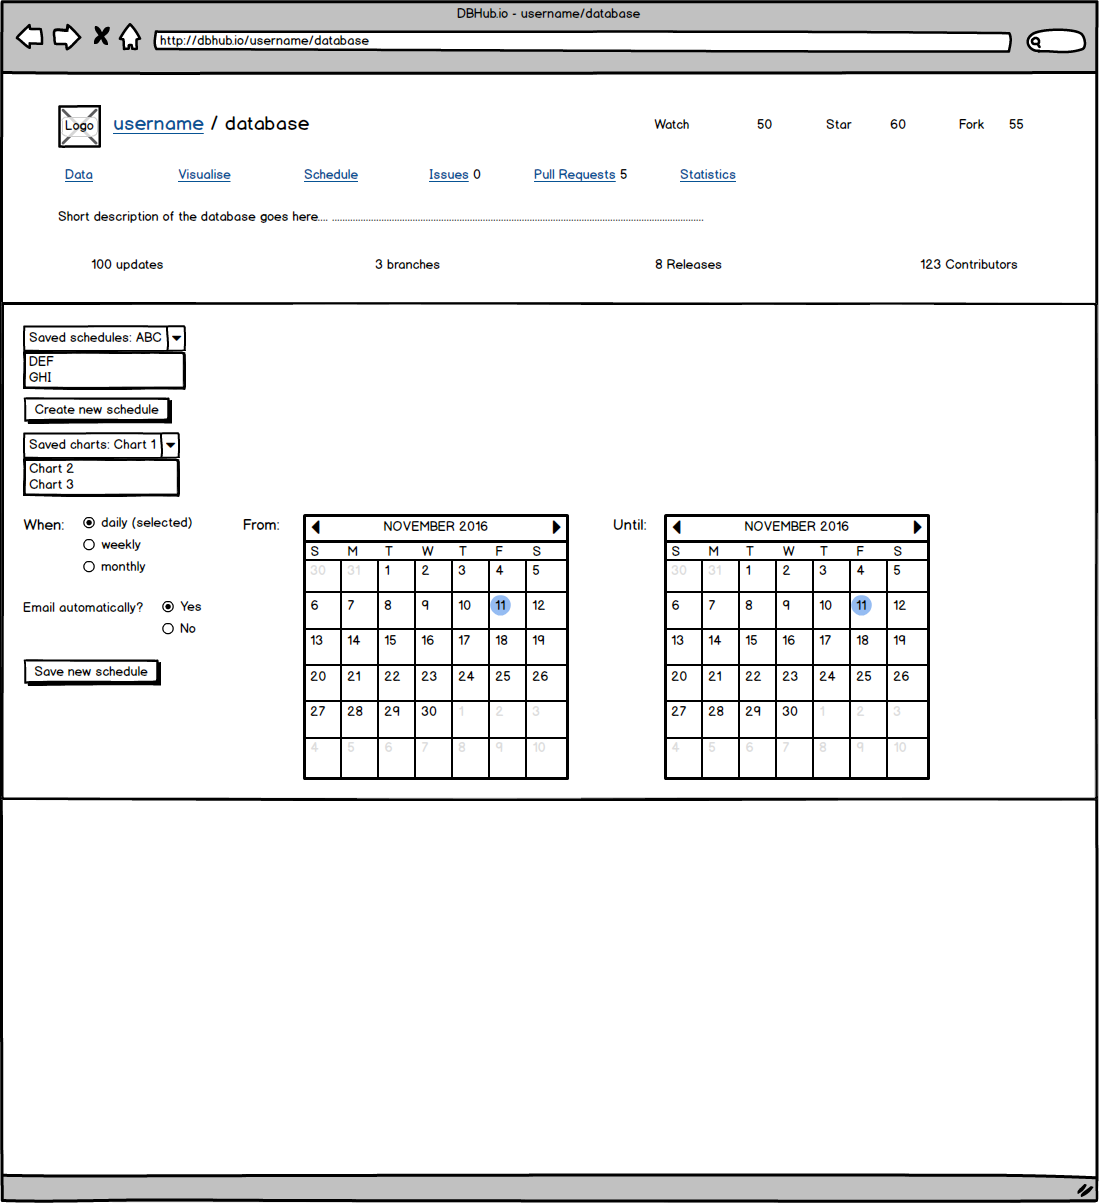 DBHub.io - username/database
http://dbhub.io/username/database
Logo
username / database
Watch 50 Star 60 Fork 55
Data Visualise Schedule Issues 0 Pull Requests 5 Statistics
Short description of the database goes here.... ................................................................................................................
100 updates 3 branches 8 Releases 123 Contributors
Saved schedules: ABC
DEF
GHI
Create new schedule
Saved charts: Chart 1
Chart 2
Chart 3
When:
daily (selected)
weekly
monthly
Email automatically?
Yes
No
Save new schedule
From:
NOVEMBER 2016
S M T W T F S
30 31 1 2 3 4 5
6 7 8 9 10 11 12
13 14 15 16 17 18 19
20 21 22 23 24 25 26
27 28 29 30 1 2 3
4 5 6 7 8 9 10
Until:
NOVEMBER 2016
S M T W T F S
30 31 1 2 3 4 5
6 7 8 9 10 11 12
13 14 15 16 17 18 19
20 21 22 23 24 25 26
27 28 29 30 1 2 3
4 5 6 7 8 9 10